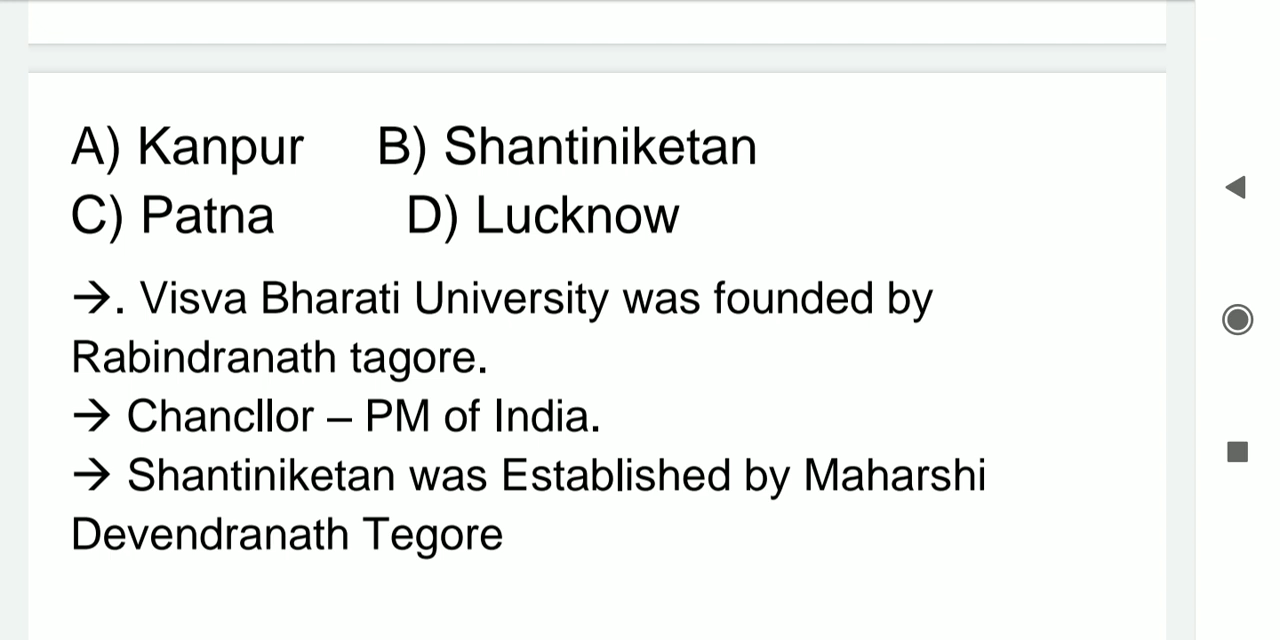 A) Kanpur B) Shantiniketan
C) Patna D) Lucknow
→. Visva Bharati University was founded by
Rabindranath tagore.
→ Chancllor – PM of India.
→ Shantiniketan was Established by Maharshi
Devendranath Tegore